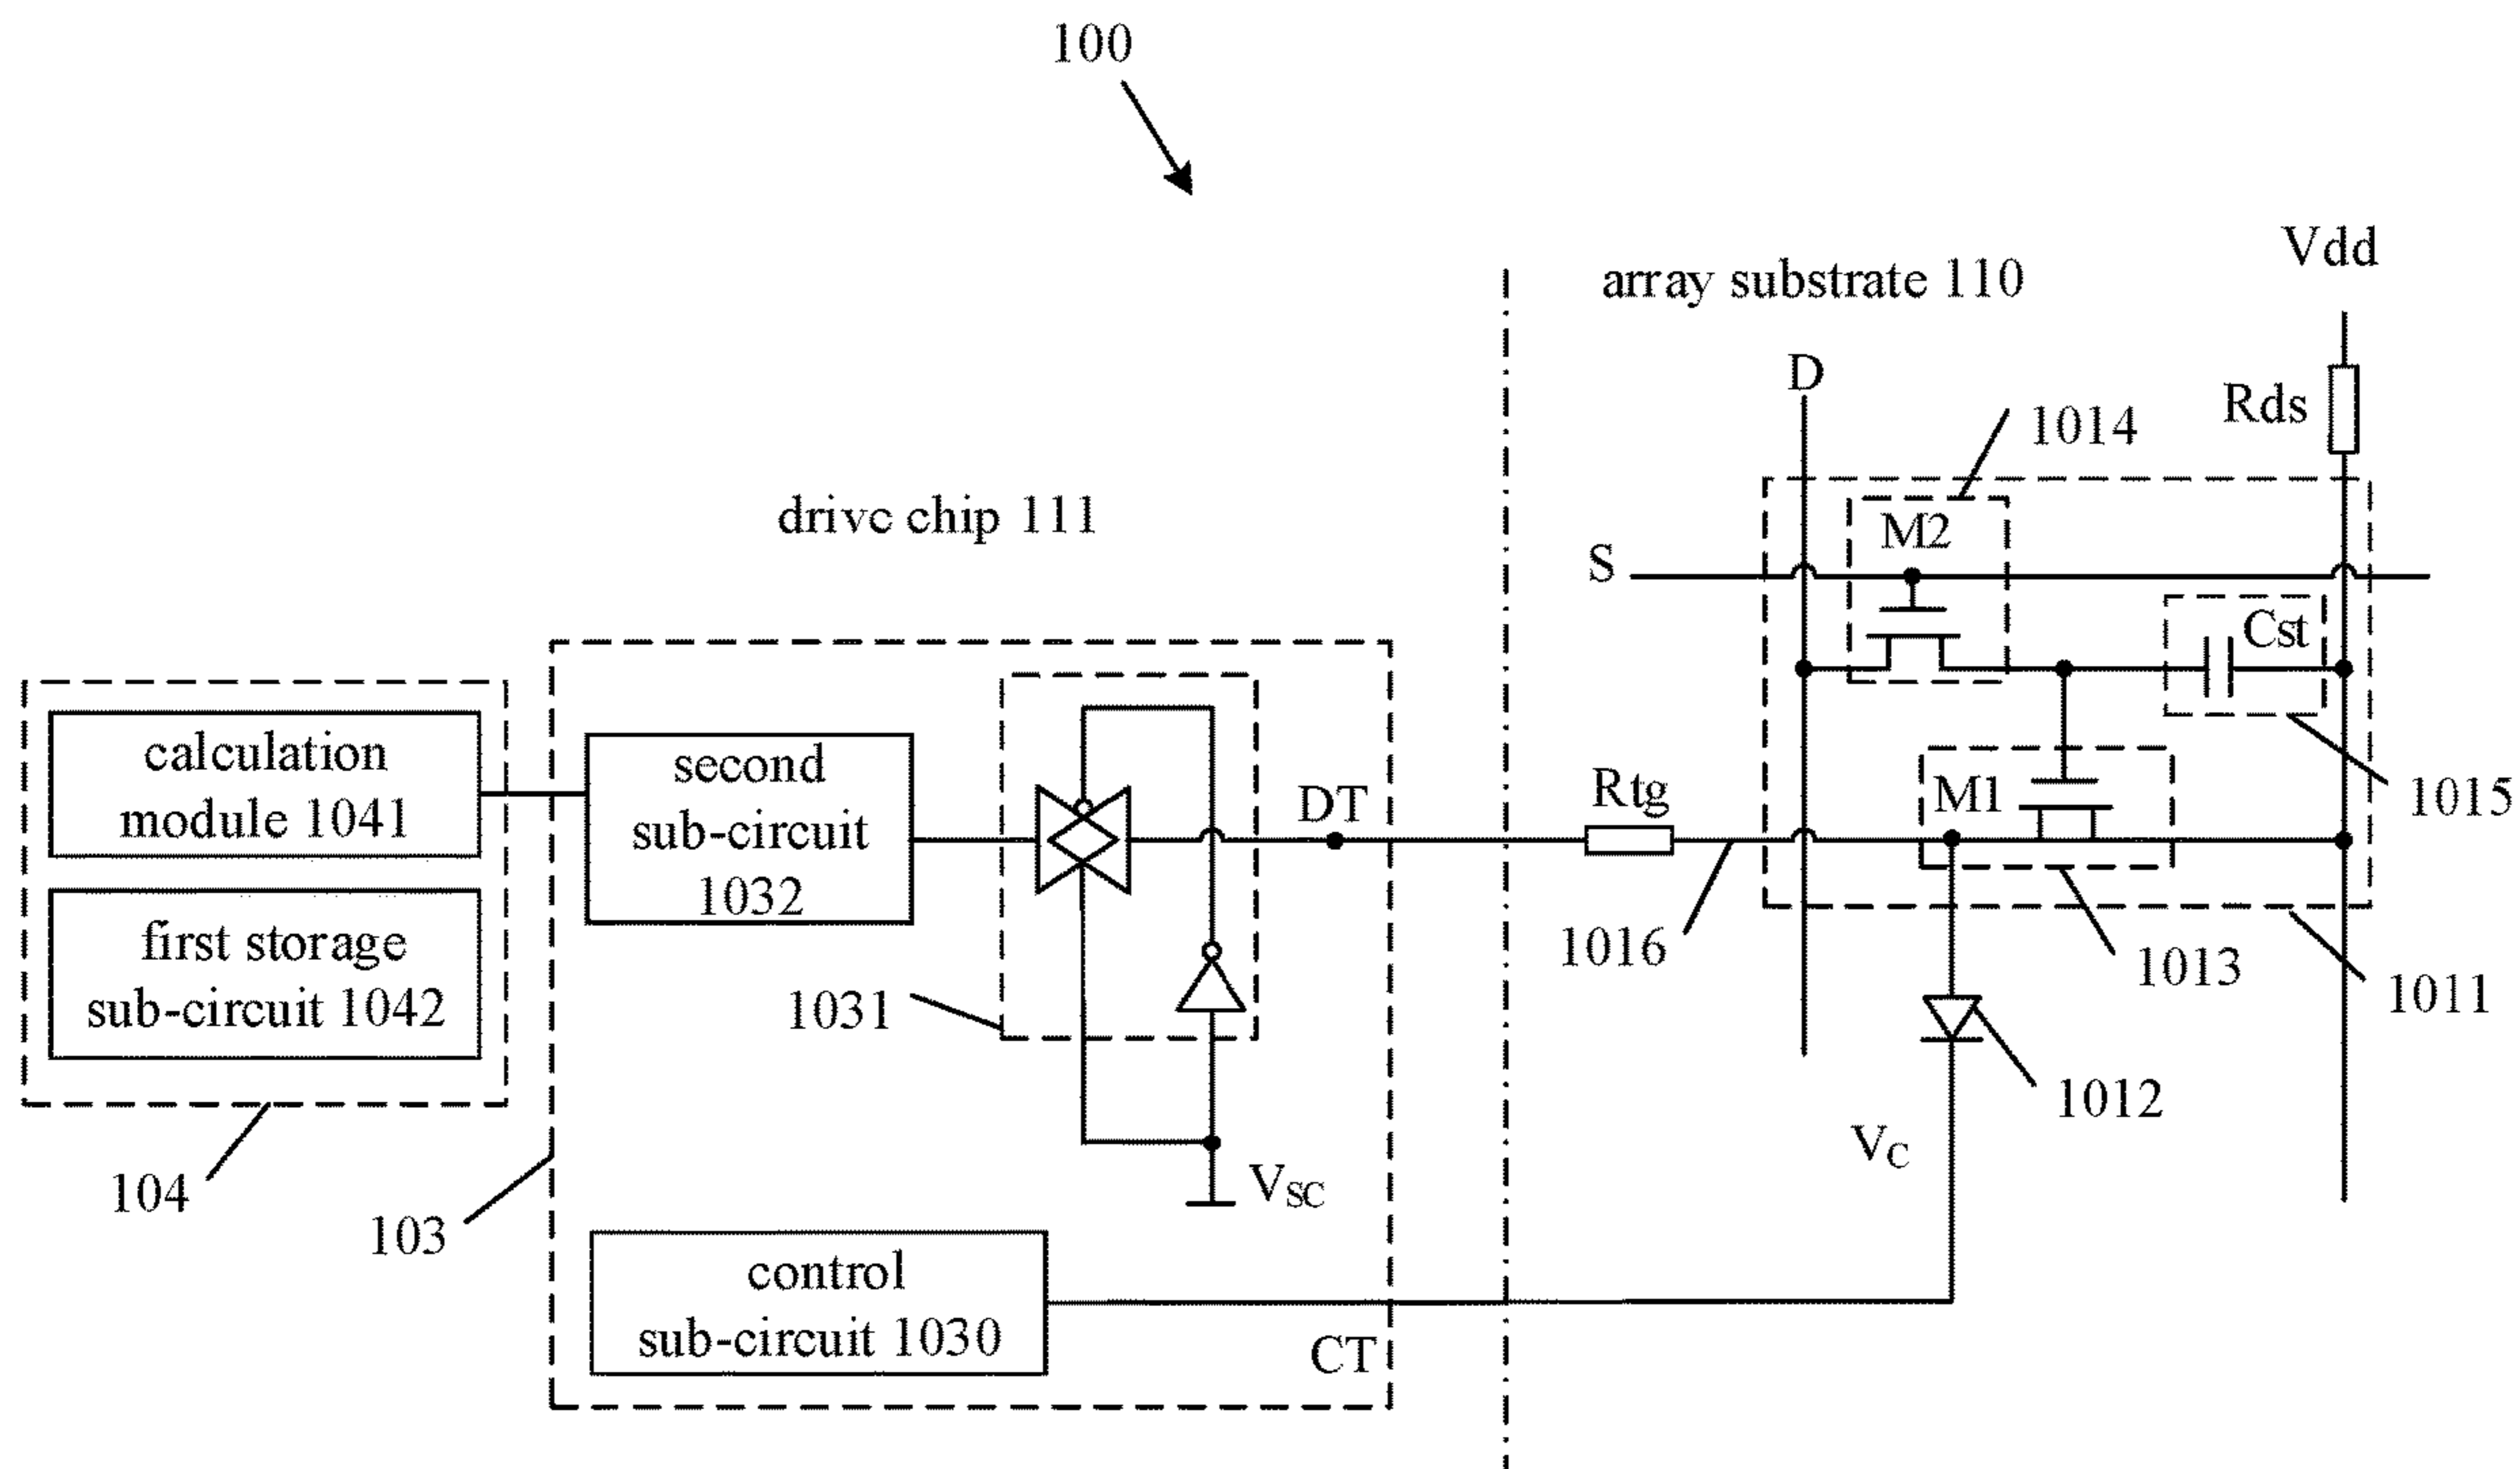 100
Vdd
array substrate 110
D
Rds
1014
drive chip 111
M2
S
Cst
calculation
module 1041
second
sub-circuit
1032
DT
Rtg
M1
1015
first storage
sub-circuit 1042
1031
1016
1013
1011
1012
104
103
VSC
VC
control
sub-circuit 1030
CT